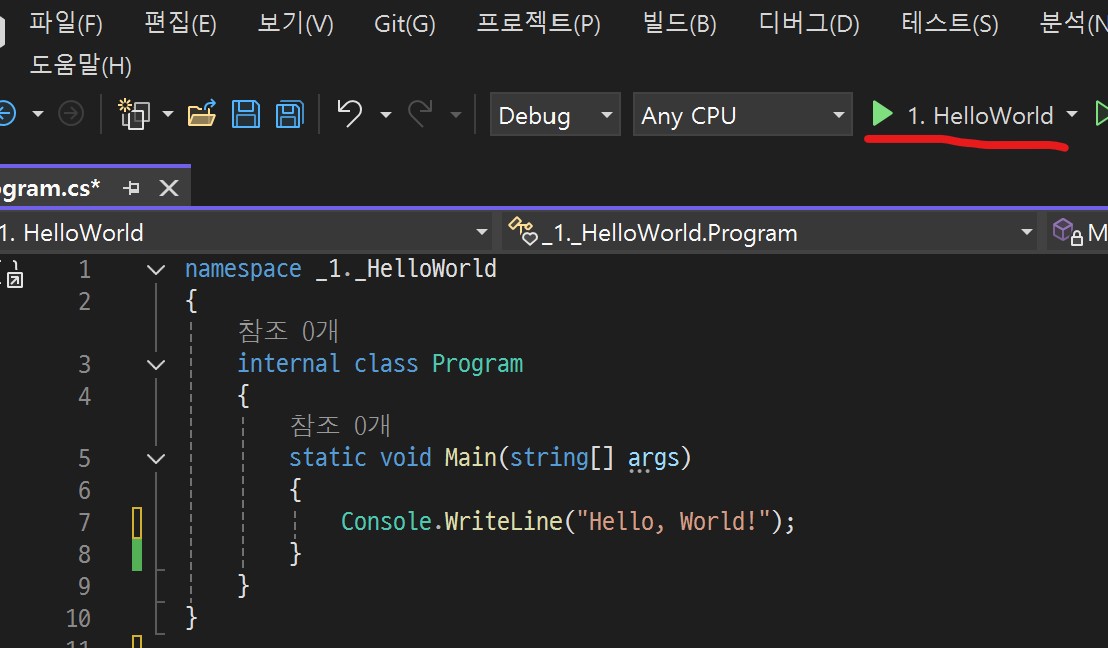 파일(F) 편집(E) 보기(V) Git(G) 프로젝트(P) 빌드(B) 디버그(D) 테스트(S) 분석(N
도움말(H)
Debug Any CPU 1. HelloWorld
ogram.cs*
1. HelloWorld _1._HelloWorld.Program M
1 namespace _1._HelloWorld
2 {
참조 0개
3 internal class Program
4 {
참조 0개
5 static void Main(string[] args)
6 {
7 Console.WriteLine("Hello, World!");
8 }
9 }
10 }
11